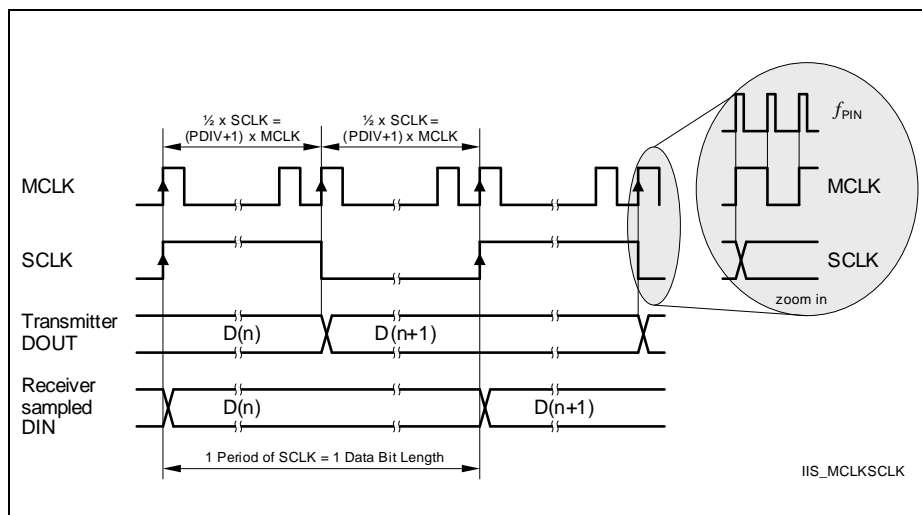 ½ x SCLK =
(PDIV+1) x MCLK
½ x SCLK =
(PDIV+1) x MCLK
fPIN
MCLK
MCLK
SCLK
SCLK
zoom in
Transmitter
DOUT
D(n)
D(n+1)
Receiver
sampled
DIN
D(n)
D(n+1)
1 Period of SCLK = 1 Data Bit Length
IIS_MCLKSCLK